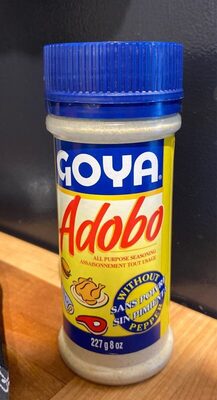 GOYA
Adobo
ALL PURPOSE SEASONING
ASSAISONNEMENT TOUT USAGE
WITHOUT
SANS POIVRE
SIN PIMIENTA
PEPPER
227 g 8 oz